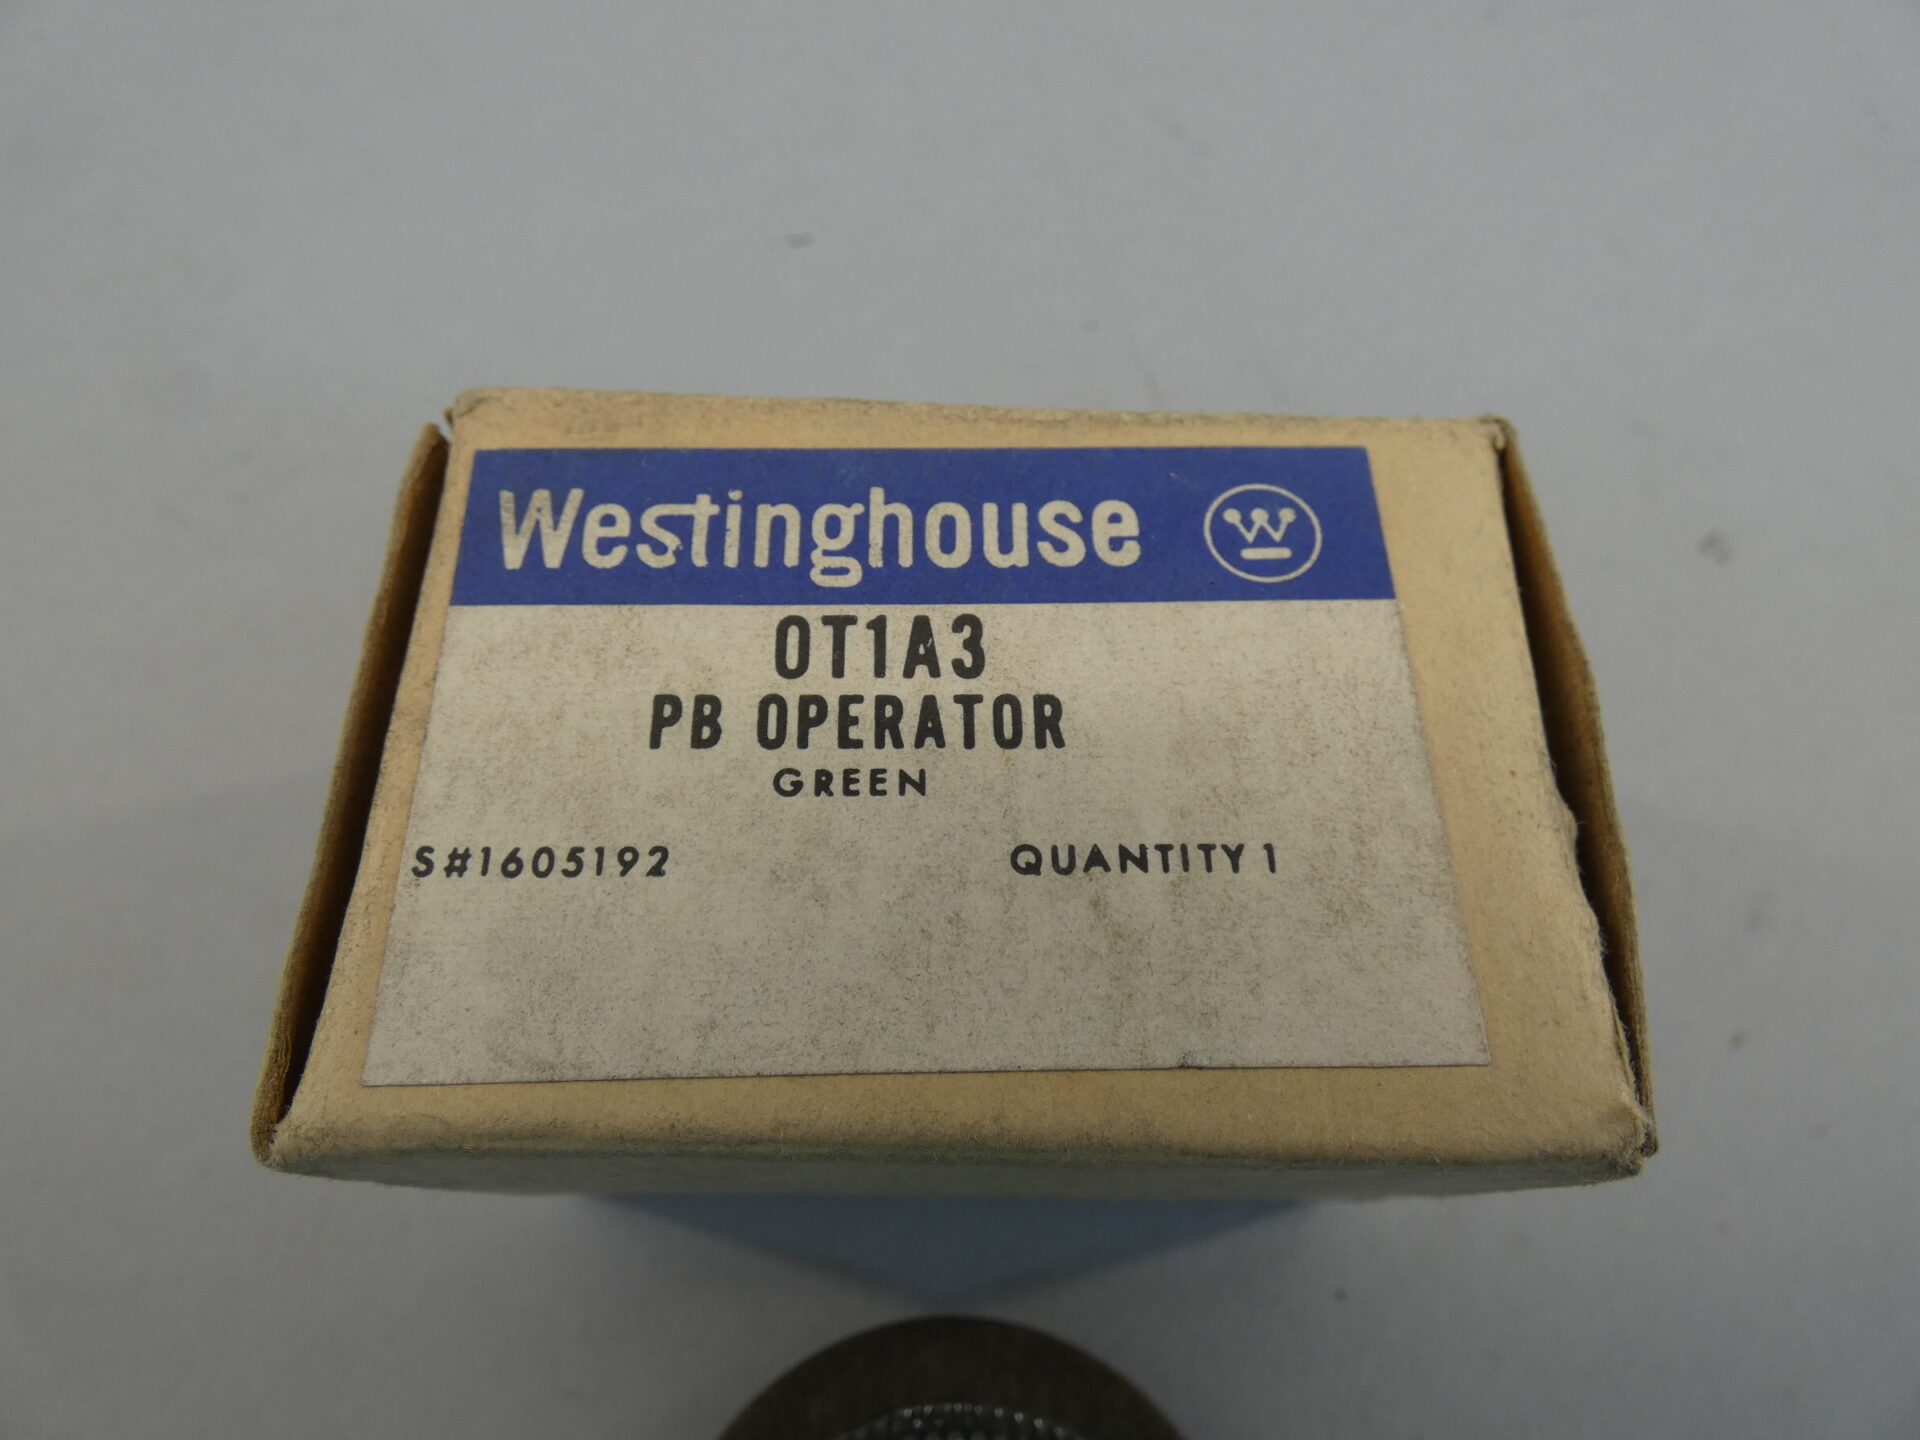 Westinghouse W
OT1A3
PB OPERATOR
GREEN
S#1605192 QUANTITY 1